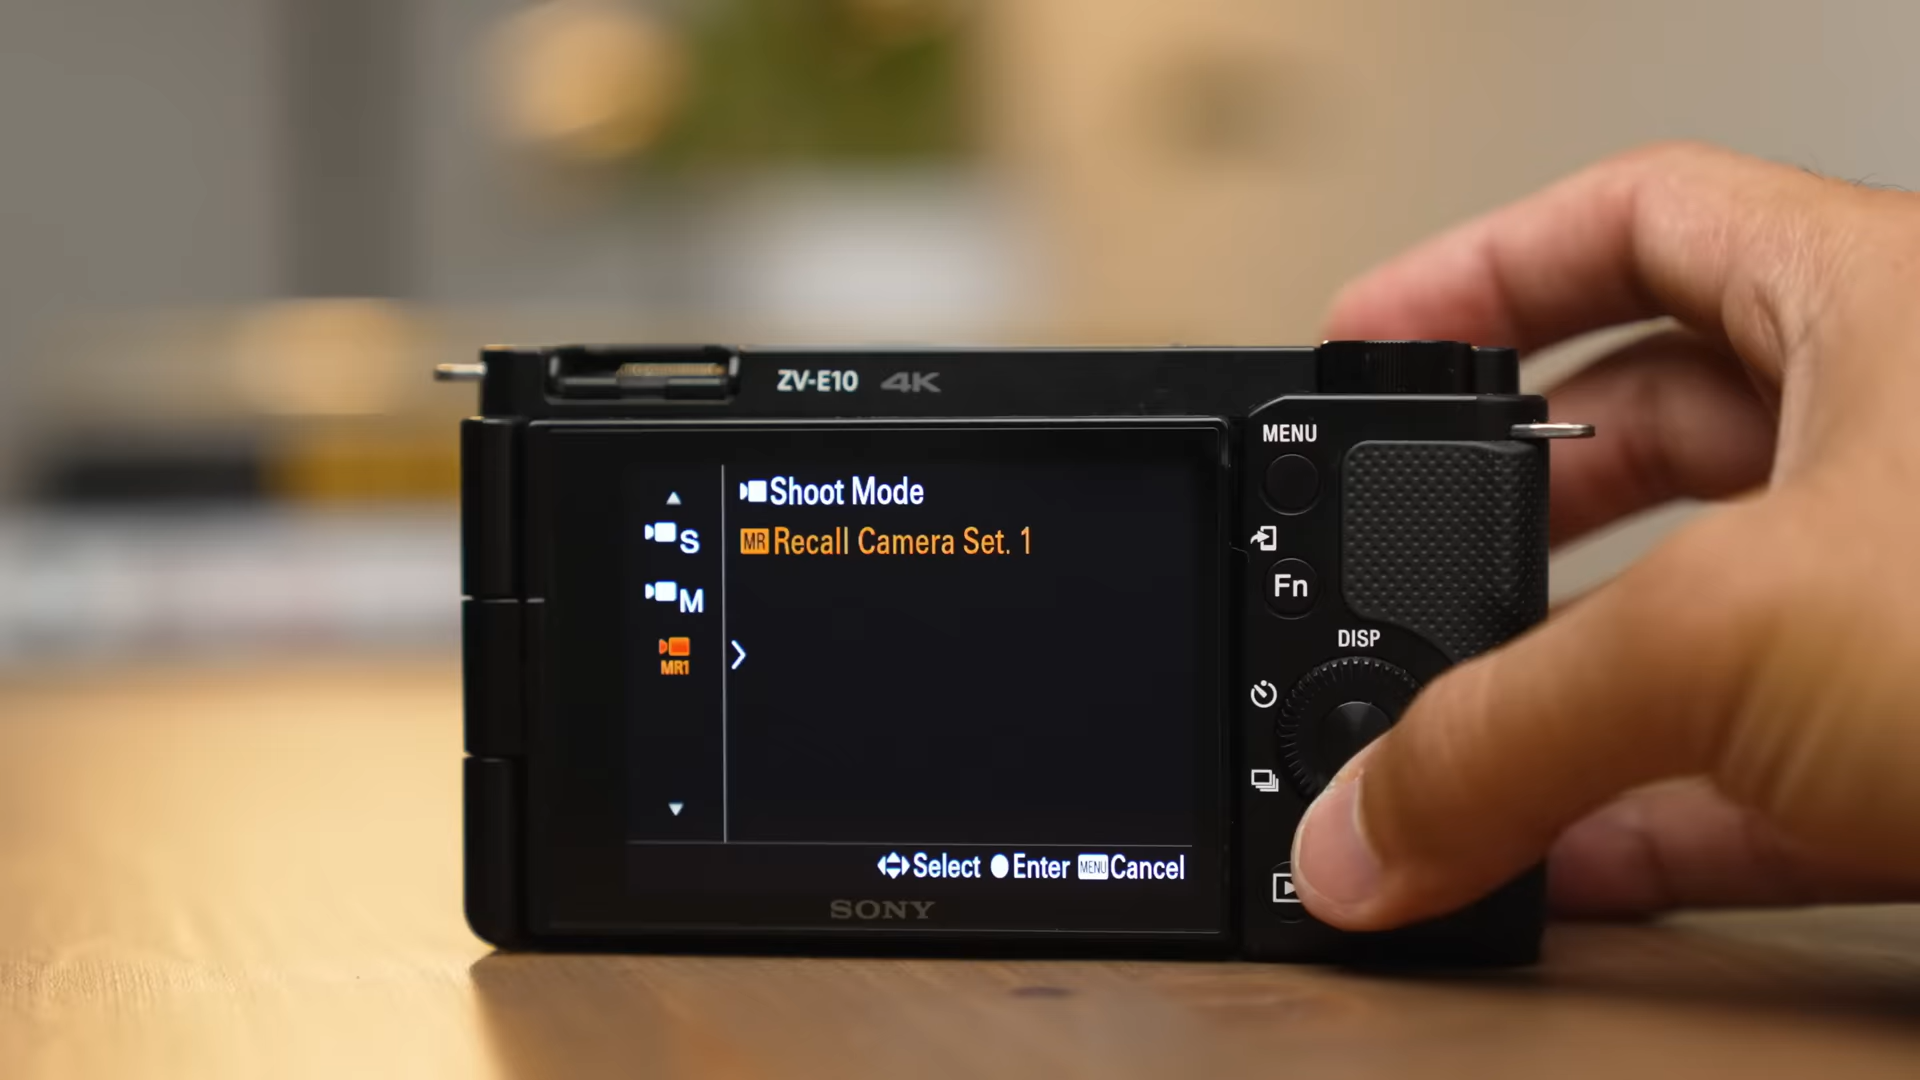 ZV-E10 4K
MENU
Shoot Mode
S
MR Recall Camera Set. 1
Fn
M
DISP
MR1
Select Enter MENU Cancel
SONY